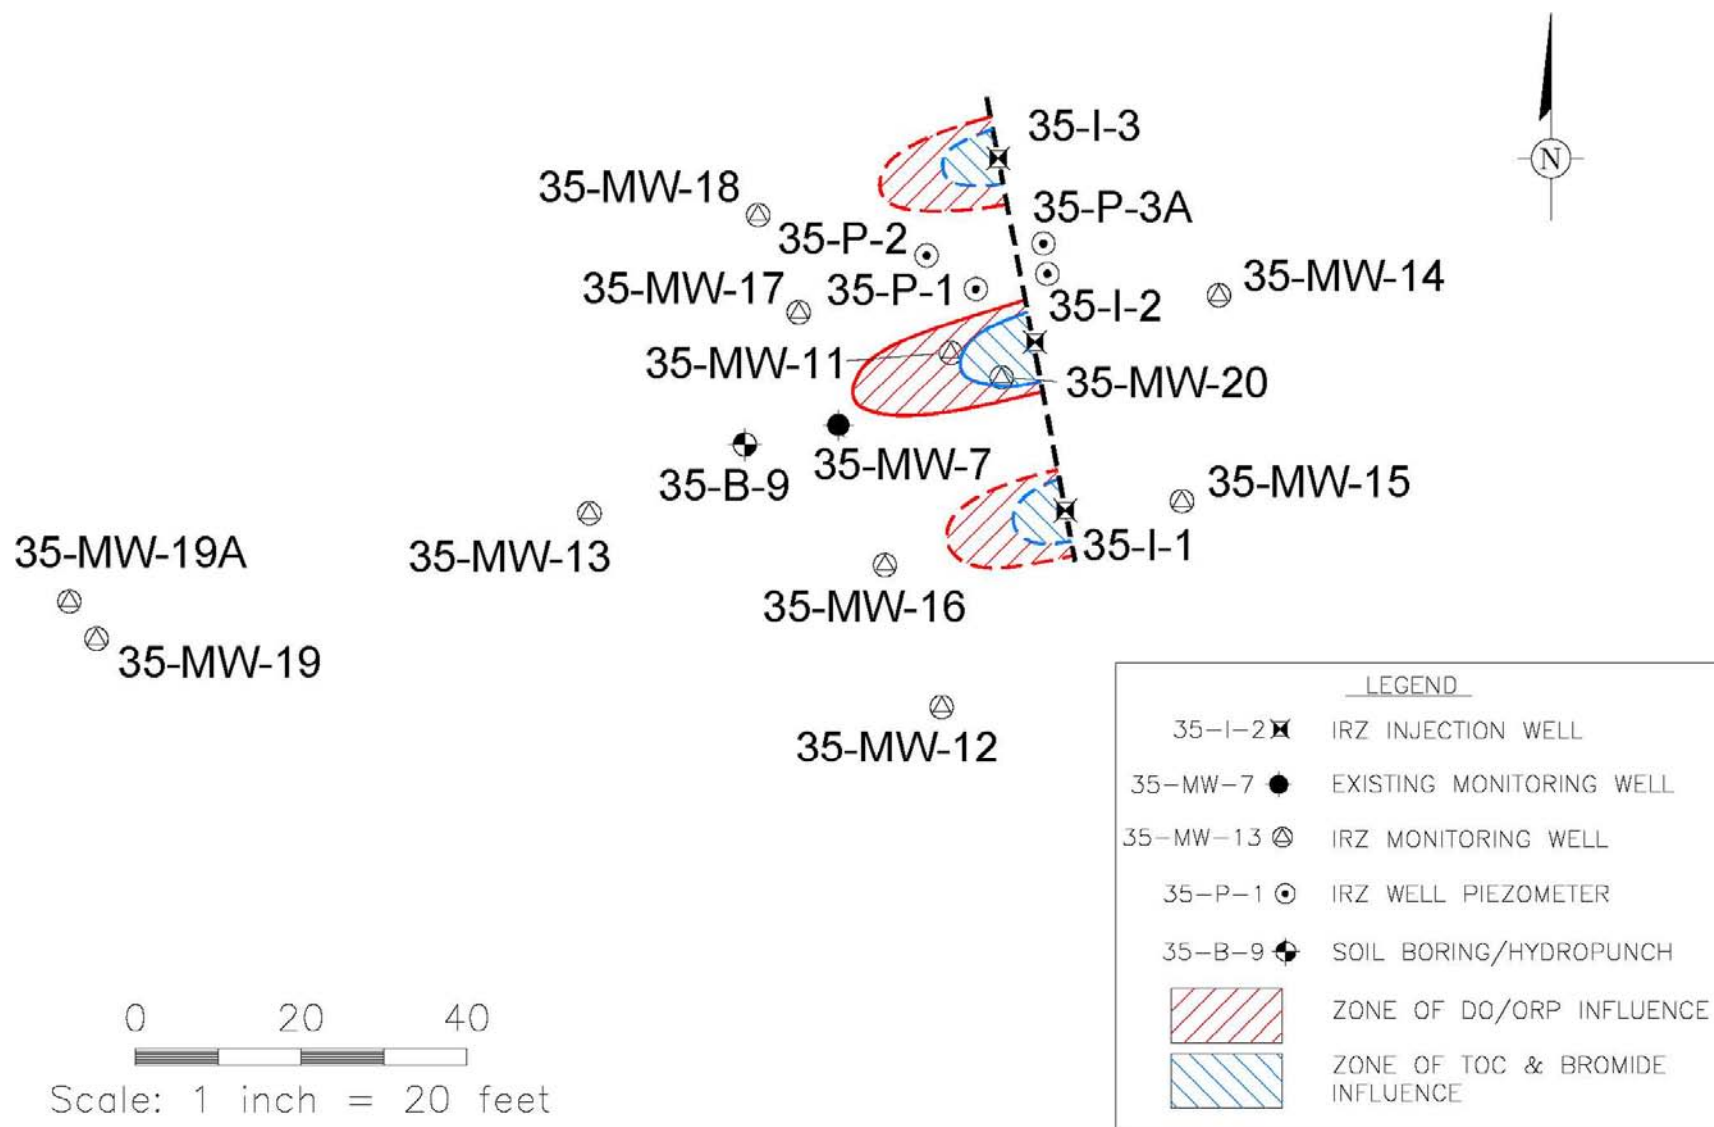 35-I-3
N
35-MW-18
35-P-3A
35-P-2
35-MW-17
35-P-1
35-MW-14
35-I-2
35-MW-11
35-MW-20
35-MW-7
35-B-9
35-MW-15
35-MW-19A
35-MW-13
35-I-1
35-MW-16
35-MW-19
35-MW-12
LEGEND
35-I-2 IRZ INJECTION WELL
35-MW-7 EXISTING MONITORING WELL
35-MW-13 IRZ MONITORING WELL
35-P-1 IRZ WELL PIEZOMETER
35-B-9 SOIL BORING/HYDROPUNCH
ZONE OF DO/ORP INFLUENCE
ZONE OF TOC & BROMIDE
INFLUENCE
0 20 40
Scale: 1 inch = 20 feet